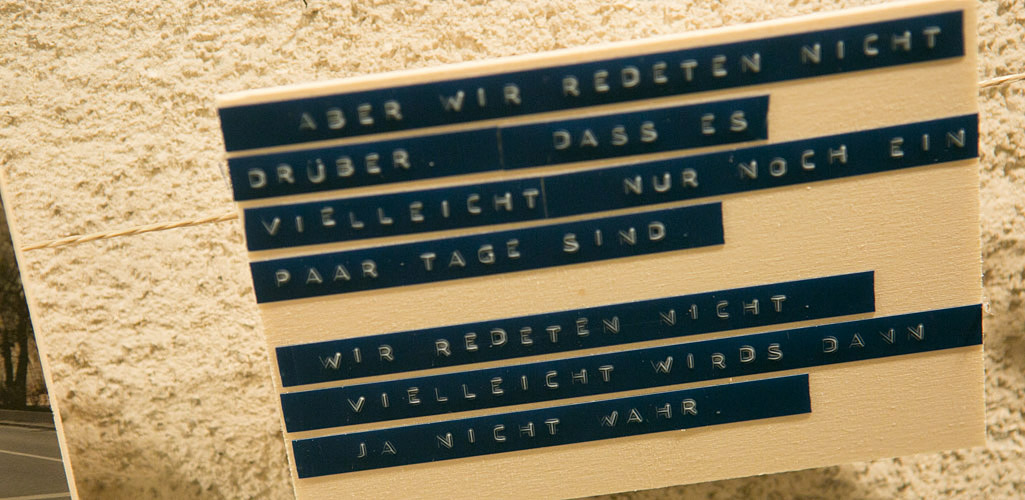 ABER WIR REDETEN NICHT
DRÜBER. DASS ES
VIELLEICHT NUR NOCH EIN
PAAR TAGE SIND.
WIR REDETEN NICHT.
VIELLEICHT WIRDS DANN
JA NICHT WAHR.